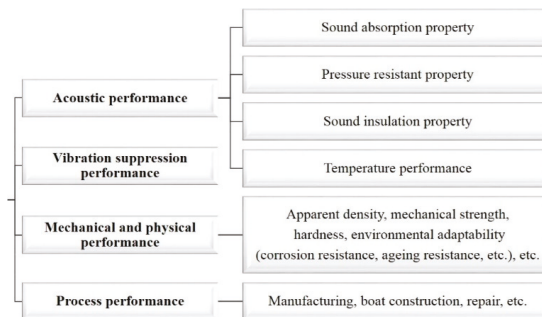 Acoustic performance
Sound absorption property
Pressure resistant property
Sound insulation property
Temperature performance
Vibration suppression
performance
Mechanical and physical
performance
Apparent density, mechanical strength,
hardness, environmental adaptability
(corrosion resistance, ageing resistance, etc.), etc.
Process performance
Manufacturing, boat construction, repair, etc.